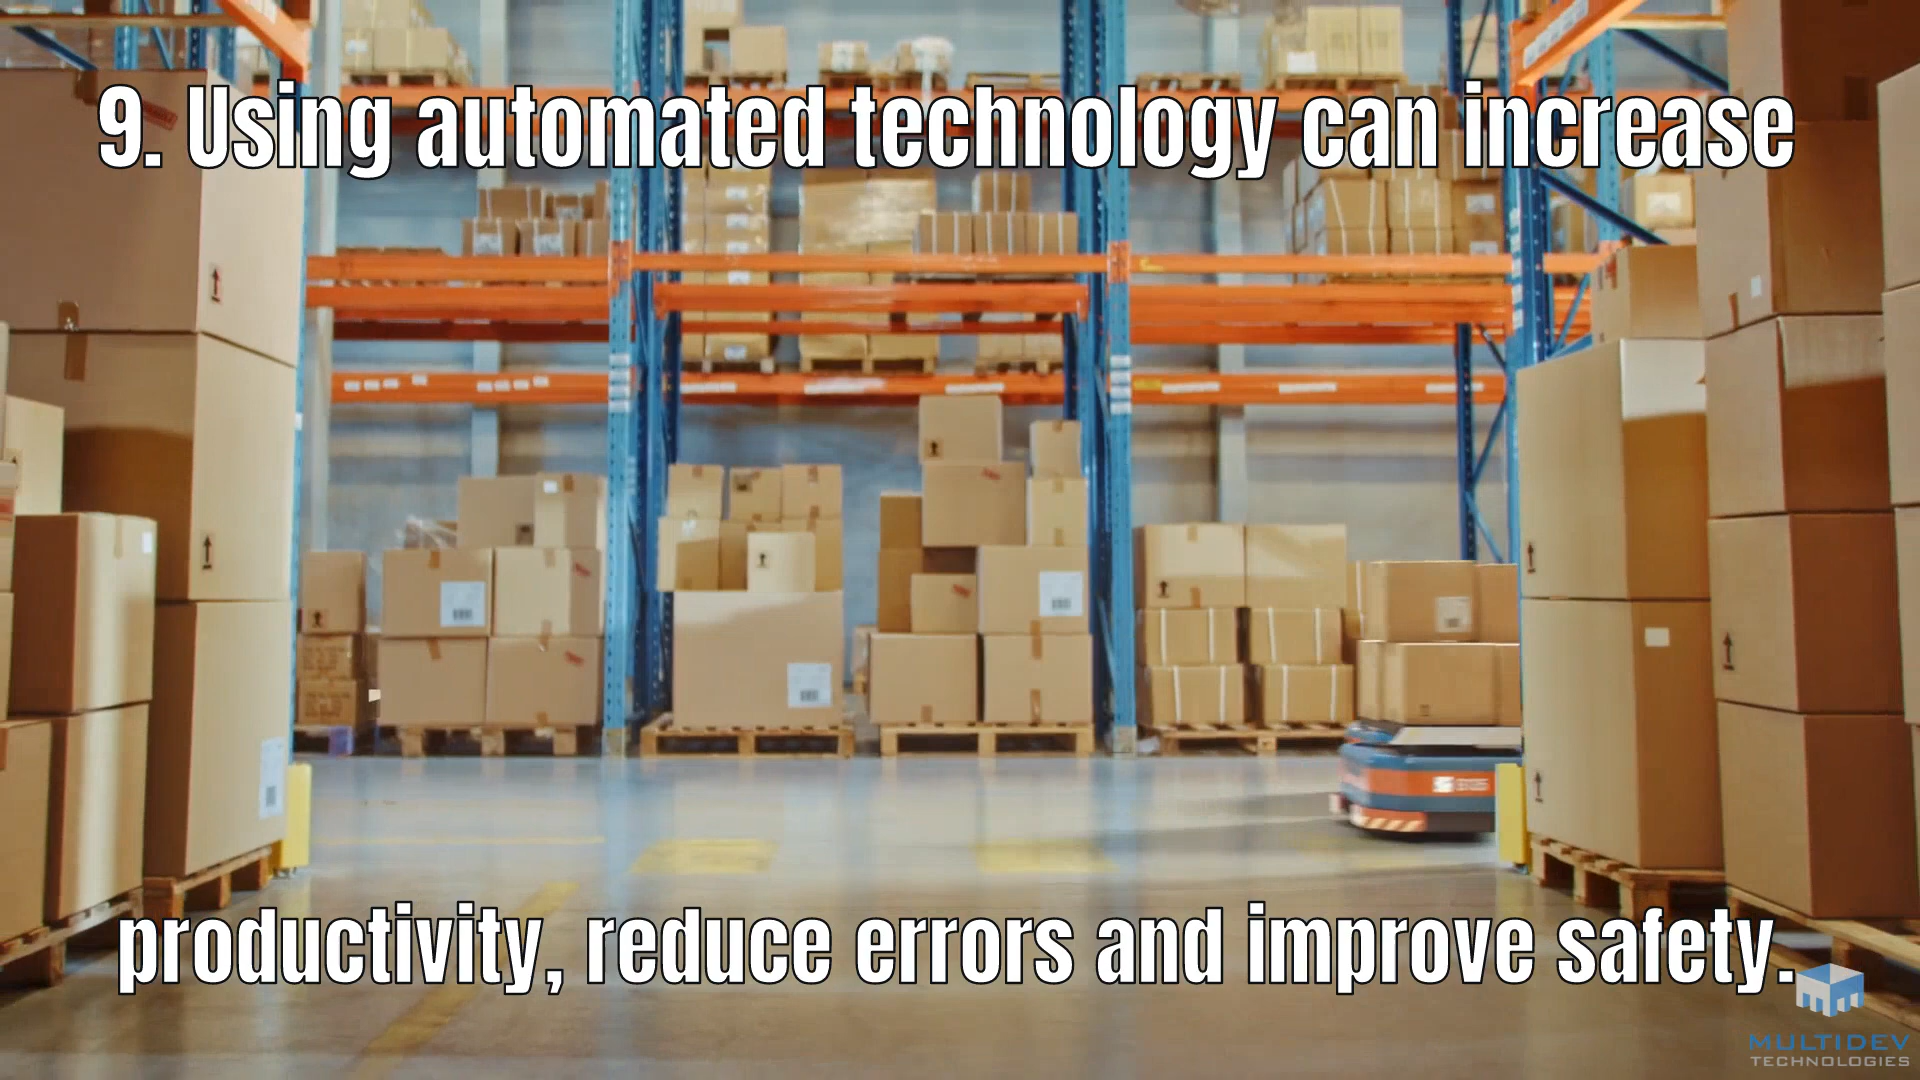 9. Using automated technology can increase
productivity, reduce errors and improve safety.
MULTIDEV
TECHNOLOGIES